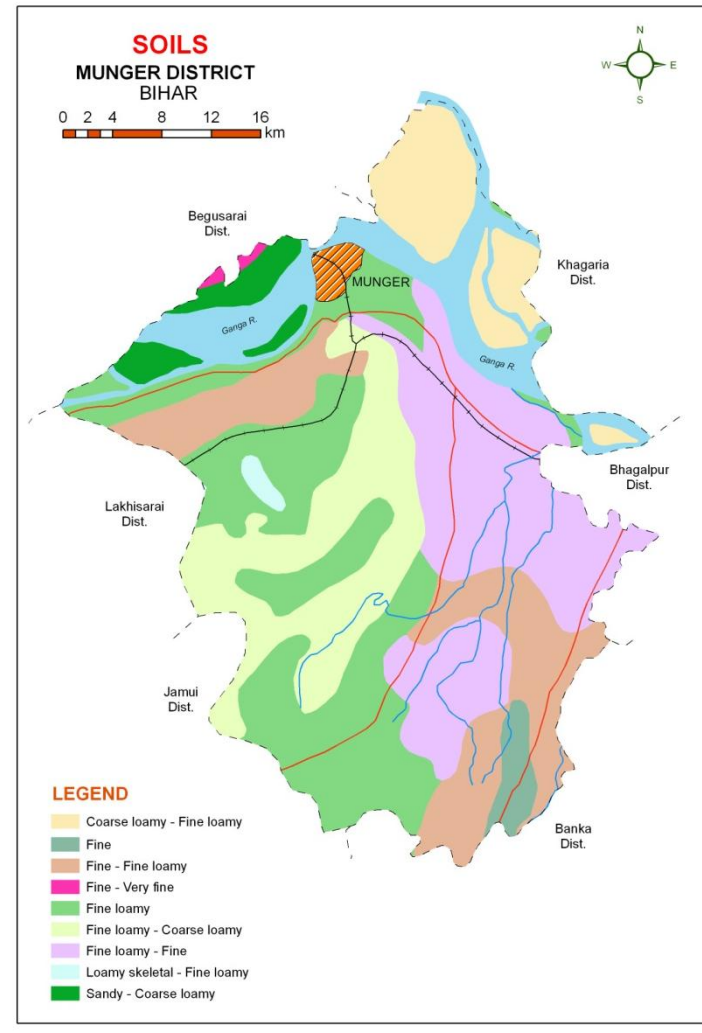 SOILS
MUNGER DISTRICT
BIHAR
0 2 4 8 12 16
km
N
W E
S
Begusarai
Dist.
Khagaria
Dist.
MUNGER
Ganga R.
Ganga R.
Bhagalpur
Dist.
Lakhisarai
Dist.
Jamui
Dist.
Banka
Dist.
LEGEND
Coarse loamy - Fine loamy
Fine
Fine - Fine loamy
Fine - Very fine
Fine loamy
Fine loamy - Coarse loamy
Fine loamy - Fine
Loamy skeletal - Fine loamy
Sandy - Coarse loamy